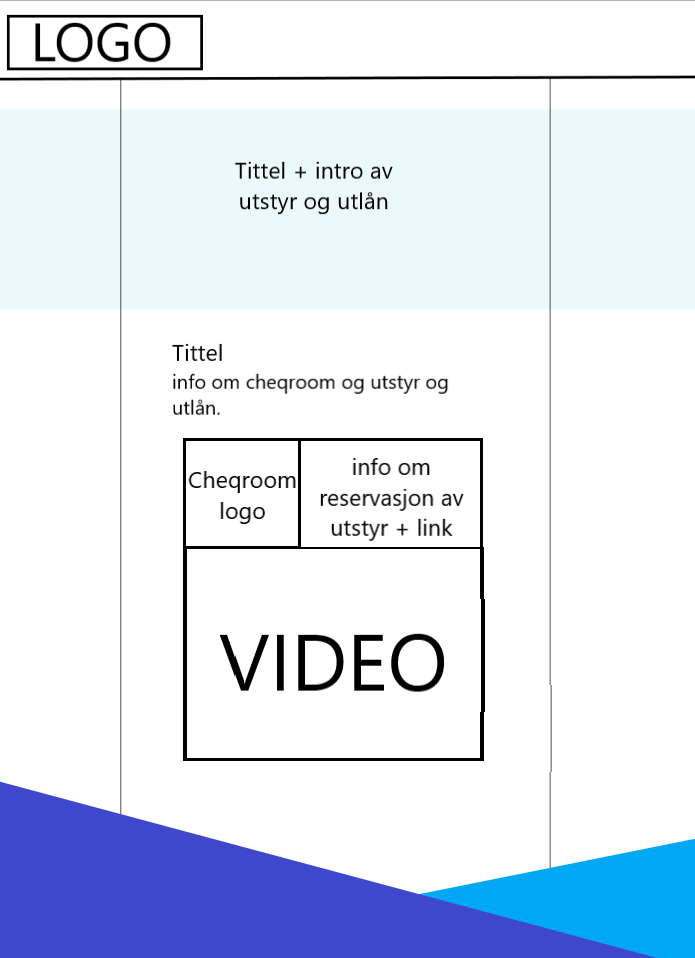 LOGO
Tittel + intro av
utstyr og utlån
Tittel
info om cheqroom og utstyr og
utlån.
Cheqroom
logo
info om
reservasjon av
utstyr + link
VIDEO